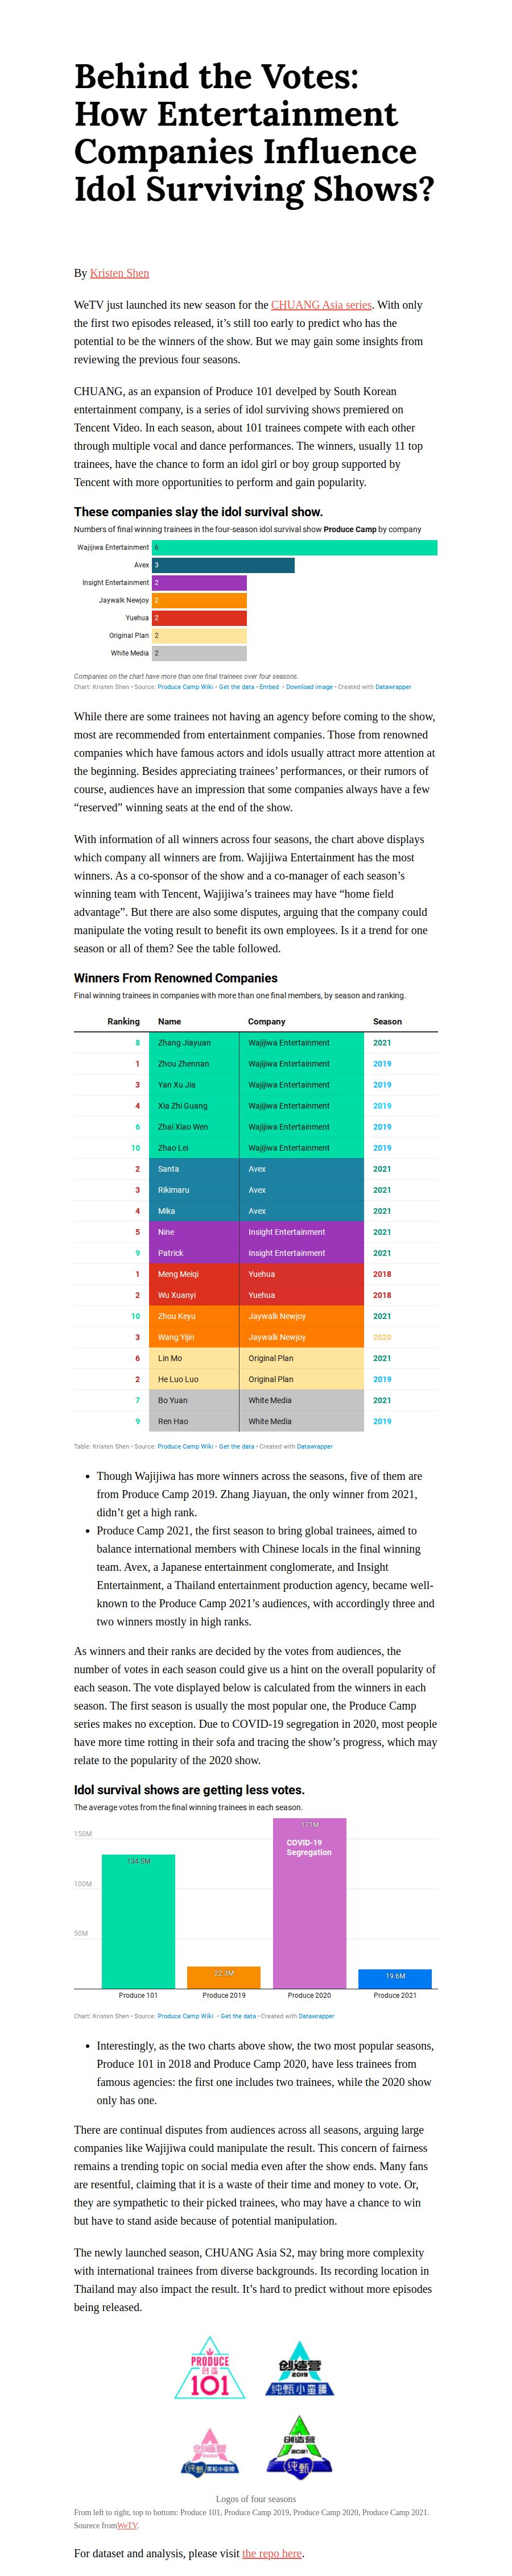 Behind the Votes:
How Entertainment
Companies Influence
Idol Surviving Shows?
By Kristen Shen
WeTV just launched its new season for the CHUANG Asia series. With only
the first two episodes released, it’s still too early to predict who has the
potential to be the winners of the show. But we may gain some insights from
reviewing the previous four seasons.
CHUANG, as an expansion of Produce 101 develped by South Korean
entertainment company, is a series of idol surviving shows premiered on
Tencent Video. In each season, about 101 trainees compete with each other
through multiple vocal and dance performances. The winners, usually 11 top
trainees, have the chance to form an idol girl or boy group supported by
Tencent with more opportunities to perform and gain popularity.
These companies slay the idol survival show.
Numbers of final winning trainees in the four-season idol survival show Produce Camp by company
Wajijiwa Entertainment 6
Avex 3
Insight Entertainment 2
Jaywalk Newjoy 2
Yuehua 2
Original Plan 2
White Media 2
Companies on the chart have more than one final trainees over four seasons.
Chart: Kristen Shen • Source: Produce Camp Wiki • Get the data • Embed • Download image • Created with Datawrapper
While there are some trainees not having an agency before coming to the show,
most are recommended from entertainment companies. Those from renowned
companies which have famous actors and idols usually attract more attention at
the beginning. Besides appreciating trainees’ performances, or their rumors of
course, audiences have an impression that some companies always have a few
“reserved” winning seats at the end of the show.
With information of all winners across four seasons, the chart above displays
which company all winners are from. Wajijiwa Entertainment has the most
winners. As a co-sponsor of the show and a co-manager of each season’s
winning team with Tencent, Wajijiwa’s trainees may have “home field
advantage”. But there are also some disputes, arguing that the company could
manipulate the voting result to benefit its own employees. Is it a trend for one
season or all of them? See the table followed.
Winners From Renowned Companies
Final winning trainees in companies with more than one final members, by season and ranking.
Ranking Name Company Season
8 Zhang Jiayuan Wajijiwa Entertainment 2021
1 Zhou Zhennan Wajijiwa Entertainment 2019
3 Yan Xu Jia Wajijiwa Entertainment 2019
4 Xia Zhi Guang Wajijiwa Entertainment 2019
6 Zhai Xiao Wen Wajijiwa Entertainment 2019
10 Zhao Lei Wajijiwa Entertainment 2019
2 Santa Avex 2021
3 Rikimaru Avex 2021
4 Mika Avex 2021
5 Nine Insight Entertainment 2021
9 Patrick Insight Entertainment 2021
1 Meng Meiqi Yuehua 2018
2 Wu Xuanyi Yuehua 2018
10 Zhou Keyu Jaywalk Newjoy 2021
3 Wang Yijin Jaywalk Newjoy 2020
6 Lin Mo Original Plan 2021
2 He Luo Luo Original Plan 2019
7 Bo Yuan White Media 2021
9 Ren Hao White Media 2019
Table: Kristen Shen • Source: Produce Camp Wiki • Get the data • Created with Datawrapper
• Though Wajijiwa has more winners across the seasons, five of them are
from Produce Camp 2019. Zhang Jiayuan, the only winner from 2021,
didn’t get a high rank.
• Produce Camp 2021, the first season to bring global trainees, aimed to
balance international members with Chinese locals in the final winning
team. Avex, a Japanese entertainment conglomerate, and Insight
Entertainment, a Thailand entertainment production agency, became well-
known to the Produce Camp 2021’s audiences, with accordingly three and
two winners mostly in high ranks.
As winners and their ranks are decided by the votes from audiences, the
number of votes in each season could give us a hint on the overall popularity of
each season. The vote displayed below is calculated from the winners in each
season. The first season is usually the most popular one, the Produce Camp
series makes no exception. Due to COVID-19 segregation in 2020, most people
have more time rotting in their sofa and tracing the show’s progress, which may
relate to the popularity of the 2020 show.
Idol survival shows are getting less votes.
The average votes from the final winning trainees in each season.
150M
100M
50M
134.5M
22.3M
171M
COVID-19
Segregation
19.6M
Produce 101 Produce 2019 Produce 2020 Produce 2021
Chart: Kristen Shen • Source: Produce Camp Wiki • Get the data • Created with Datawrapper
• Interestingly, as the two charts above show, the two most popular seasons,
Produce 101 in 2018 and Produce Camp 2020, have less trainees from
famous agencies: the first one includes two trainees, while the 2020 show
only has one.
There are continual disputes from audiences across all seasons, arguing large
companies like Wajijiwa could manipulate the result. This concern of fairness
remains a trending topic on social media even after the show ends. Many fans
are resentful, claiming that it is a waste of their time and money to vote. Or,
they are sympathetic to their picked trainees, who may have a chance to win
but have to stand aside because of potential manipulation.
The newly launched season, CHUANG Asia S2, may bring more complexity
with international trainees from diverse backgrounds. Its recording location in
Thailand may also impact the result. It’s hard to predict without more episodes
being released.
PRODUCE
101
创造营
2019
纯甄小蛮腰
创造营
2020
纯甄
创造营
2021
纯甄
Logos of four seasons
From left to right, top to bottom: Produce 101, Produce Camp 2019, Produce Camp 2020, Produce Camp 2021.
Sourece fromWeTV.
For dataset and analysis, please visit the repo here.